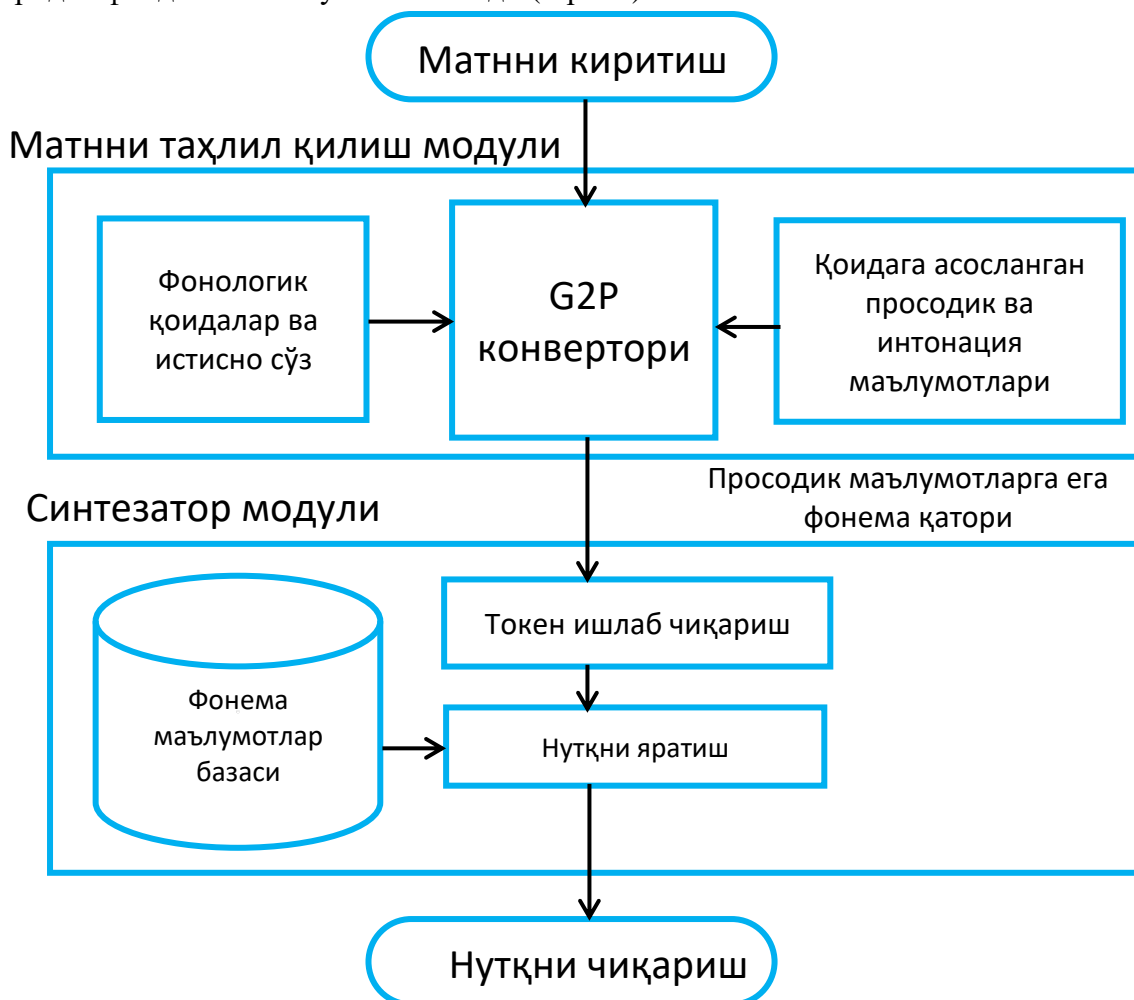 Матнни киритиш
Матнни таҳлил қилиш модули
Фонологик
қоидалар ва
истисно сўз
G2P
конвертори
Қоидага асосланган
просодик ва
интонация
маълумотлари
Просодик маълумотларга ега
фонема қатори
Синтезатор модули
Токен ишлаб чиқариш
Фонема
маълумотлар
базаси
Нутқни яратиш
Нутқни чиқариш